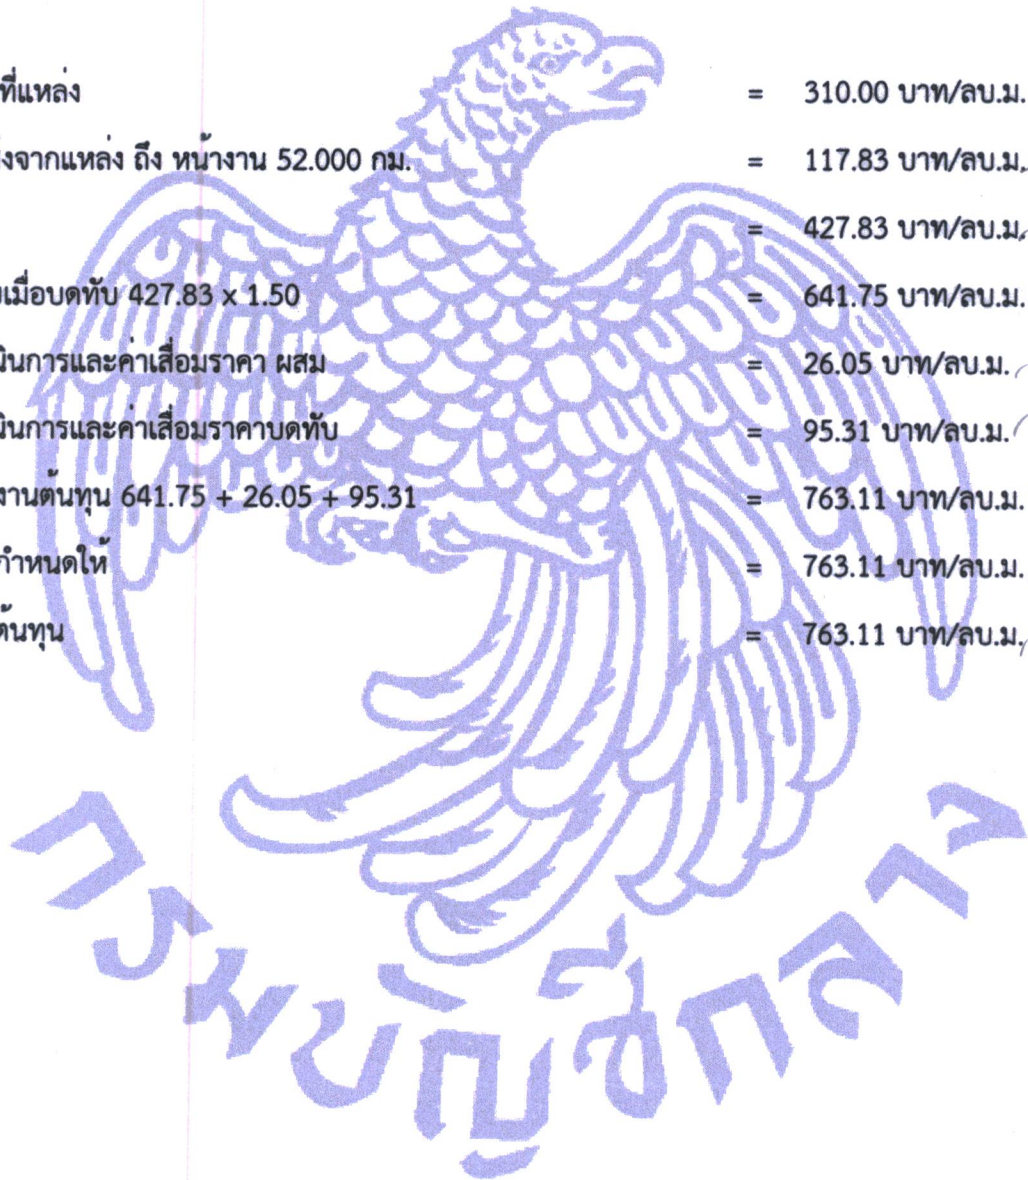 ที่แหล่ง = 310.00 บาท/ลบ.ม.
งจากแหล่ง ถึง หน้างาน 52.000 กม. = 117.83 บาท/ลบ.ม.
= 427.83 บาท/ลบ.ม.
เมื่อบดทับ 427.83 x 1.50 = 641.75 บาท/ลบ.ม.
นินการและค่าเสื่อมราคา ผสม = 26.05 บาท/ลบ.ม.
นินการและค่าเสื่อมราคาบดทับ = 95.31 บาท/ลบ.ม.
งานต้นทุน 641.75 + 26.05 + 95.31 = 763.11 บาท/ลบ.ม.
กำหนดให้ = 763.11 บาท/ลบ.ม.
ต้นทุน = 763.11 บาท/ลบ.ม.
กรมบัญชีกลาง